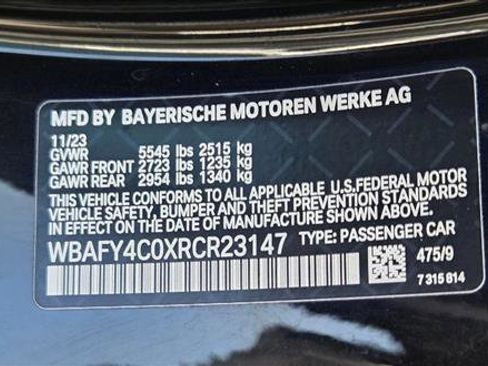 MFD BY BAYERISCHE MOTOREN WERKE AG
11/23
GVWR 5545 lbs 2515 kg
GAWR FRONT 2723 lbs 1235 kg
GAWR REAR 2954 lbs 1340 kg
THIS VEHICLE CONFORMS TO ALL APPLICABLE U.S.FEDERAL MOTOR
VEHICLE SAFETY, BUMPER AND THEFT PREVENTION STANDARDS
IN EFFECT ON THE DATE OF MANUFACTURE SHOWN ABOVE.
WBAFY4C0XRCR23147 TYPE: PASSENGER CAR
475/9
7 315 814